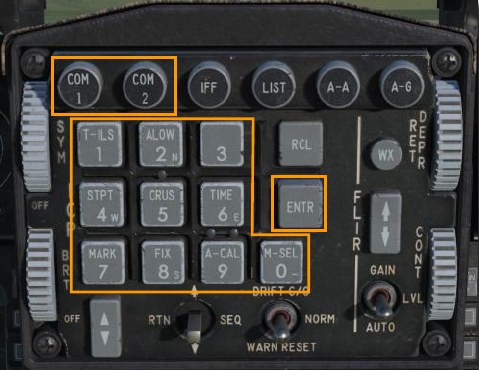 COM 1
COM 2
IFF
LIST
A-A
A-G
SYM
T-ILS 1
ALOW 2 N
3
RCL
WX
RET
DEPR
OFF
STPT 4 W
CRUS 5
TIME 6 E
ENTR
FLIR
BRT
MARK 7
FIX 8 S
A-CAL 9
M-SEL 0 -
CONT
OFF
RTN
SEQ
DRIFT C/O
NORM
WARN RESET
GAIN
LVL
AUTO